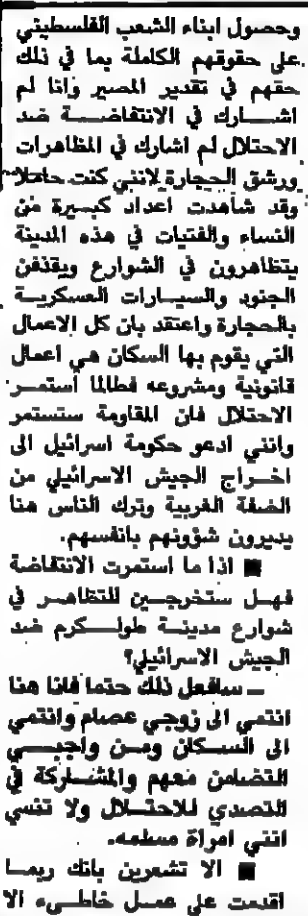 وحصول ابناء الشعب الفلسطيني
على حقوقهم الكاملة بما في ذلك
حقهم في تقدير المصير وانا لم
اشارك في الانتفاضة ضد
الاحتلال لم اشارك في المظاهرات
ورشق الحجارة لانني كنت حاملا
وقد شاهدت اعداد كبيرة من
النساء والفتيات في هذه المدينة
يتظاهرون في الشوارع ويقذفن
الجنود والسيارات العسكرية
بالحجارة واعتقد بان كل الاعمال
التي يقوم بها السكان هي اعمال
قانونية ومشروعه فطالما استمر
الاحتلال فان المقاومة ستستمر
وانني ادعو حكومة اسرائيل الى
اخراج الجيش الاسرائيلي من
الضفة الغربية وترك الناس هنا
يديرون شؤونهم بانفسهم.
■ اذا ما استمرت الانتفاضة
فهل ستخرجين للتظاهر في
شوارع مدينة طولكرم ضد
الجيش الاسرائيلي؟
ـ سافعل ذلك حتما فانا هنا
انتمي الى زوجي عصام وانتمي
الى السكان ومن واجبي
التضامن معهم والمشاركة في
التصدي للاحتلال ولا تنسي
انني امراة مسلمه.
■ الا تشعرين بانك ربما
اقدمت على عمل خاطيء الا